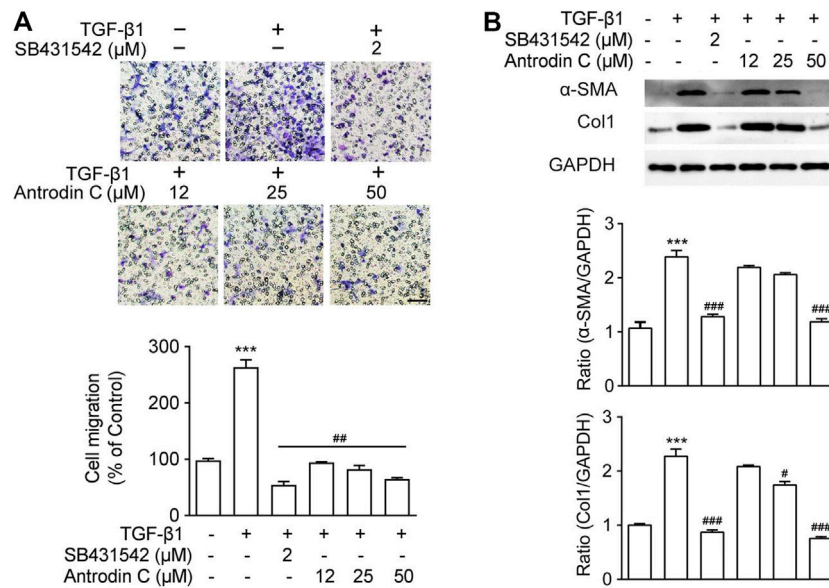 A
TGF-β1 − + +
SB431542 (μM) − − 2
TGF-β1 + + +
Antrodin C (μM) 12 25 50
Cell migration
(% of Control)
300
200
100
0
***
##
TGF-β1 - + + + + +
SB431542 (μM) - - 2
Antrodin C (μM) - - 12 25 50
B
TGF-β1 - + + + + +
SB431542 (μM) - - 2
Antrodin C (μM) - - 12 25 50
α-SMA
Col1
GAPDH
Ratio (α-SMA/GAPDH)
3
2
1
0
***
###
###
Ratio (Col1/GAPDH)
3
2
1
0
***
###
#
###